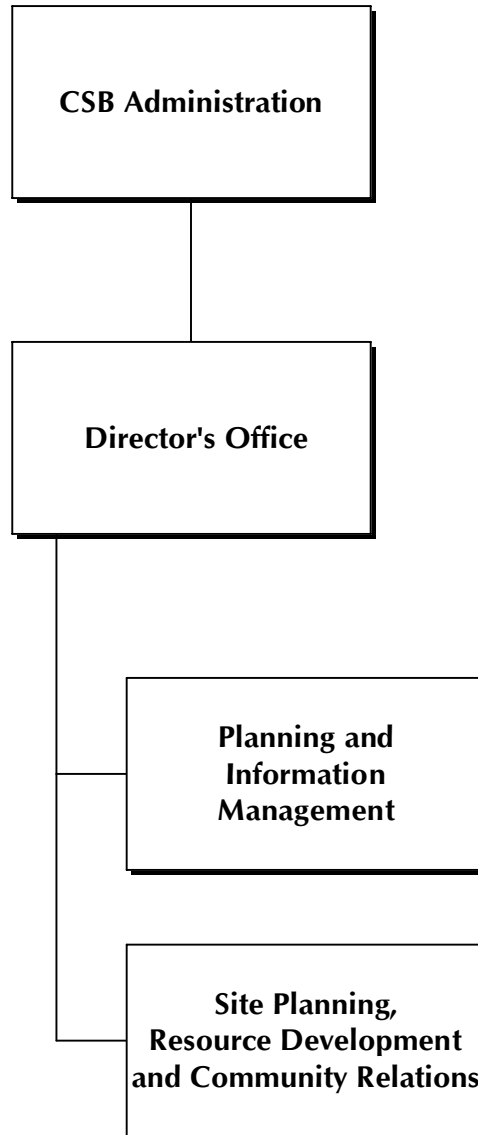 CSB Administration
Director's Office
Planning and
Information
Management
Site Planning,
Resource Development
and Community Relations